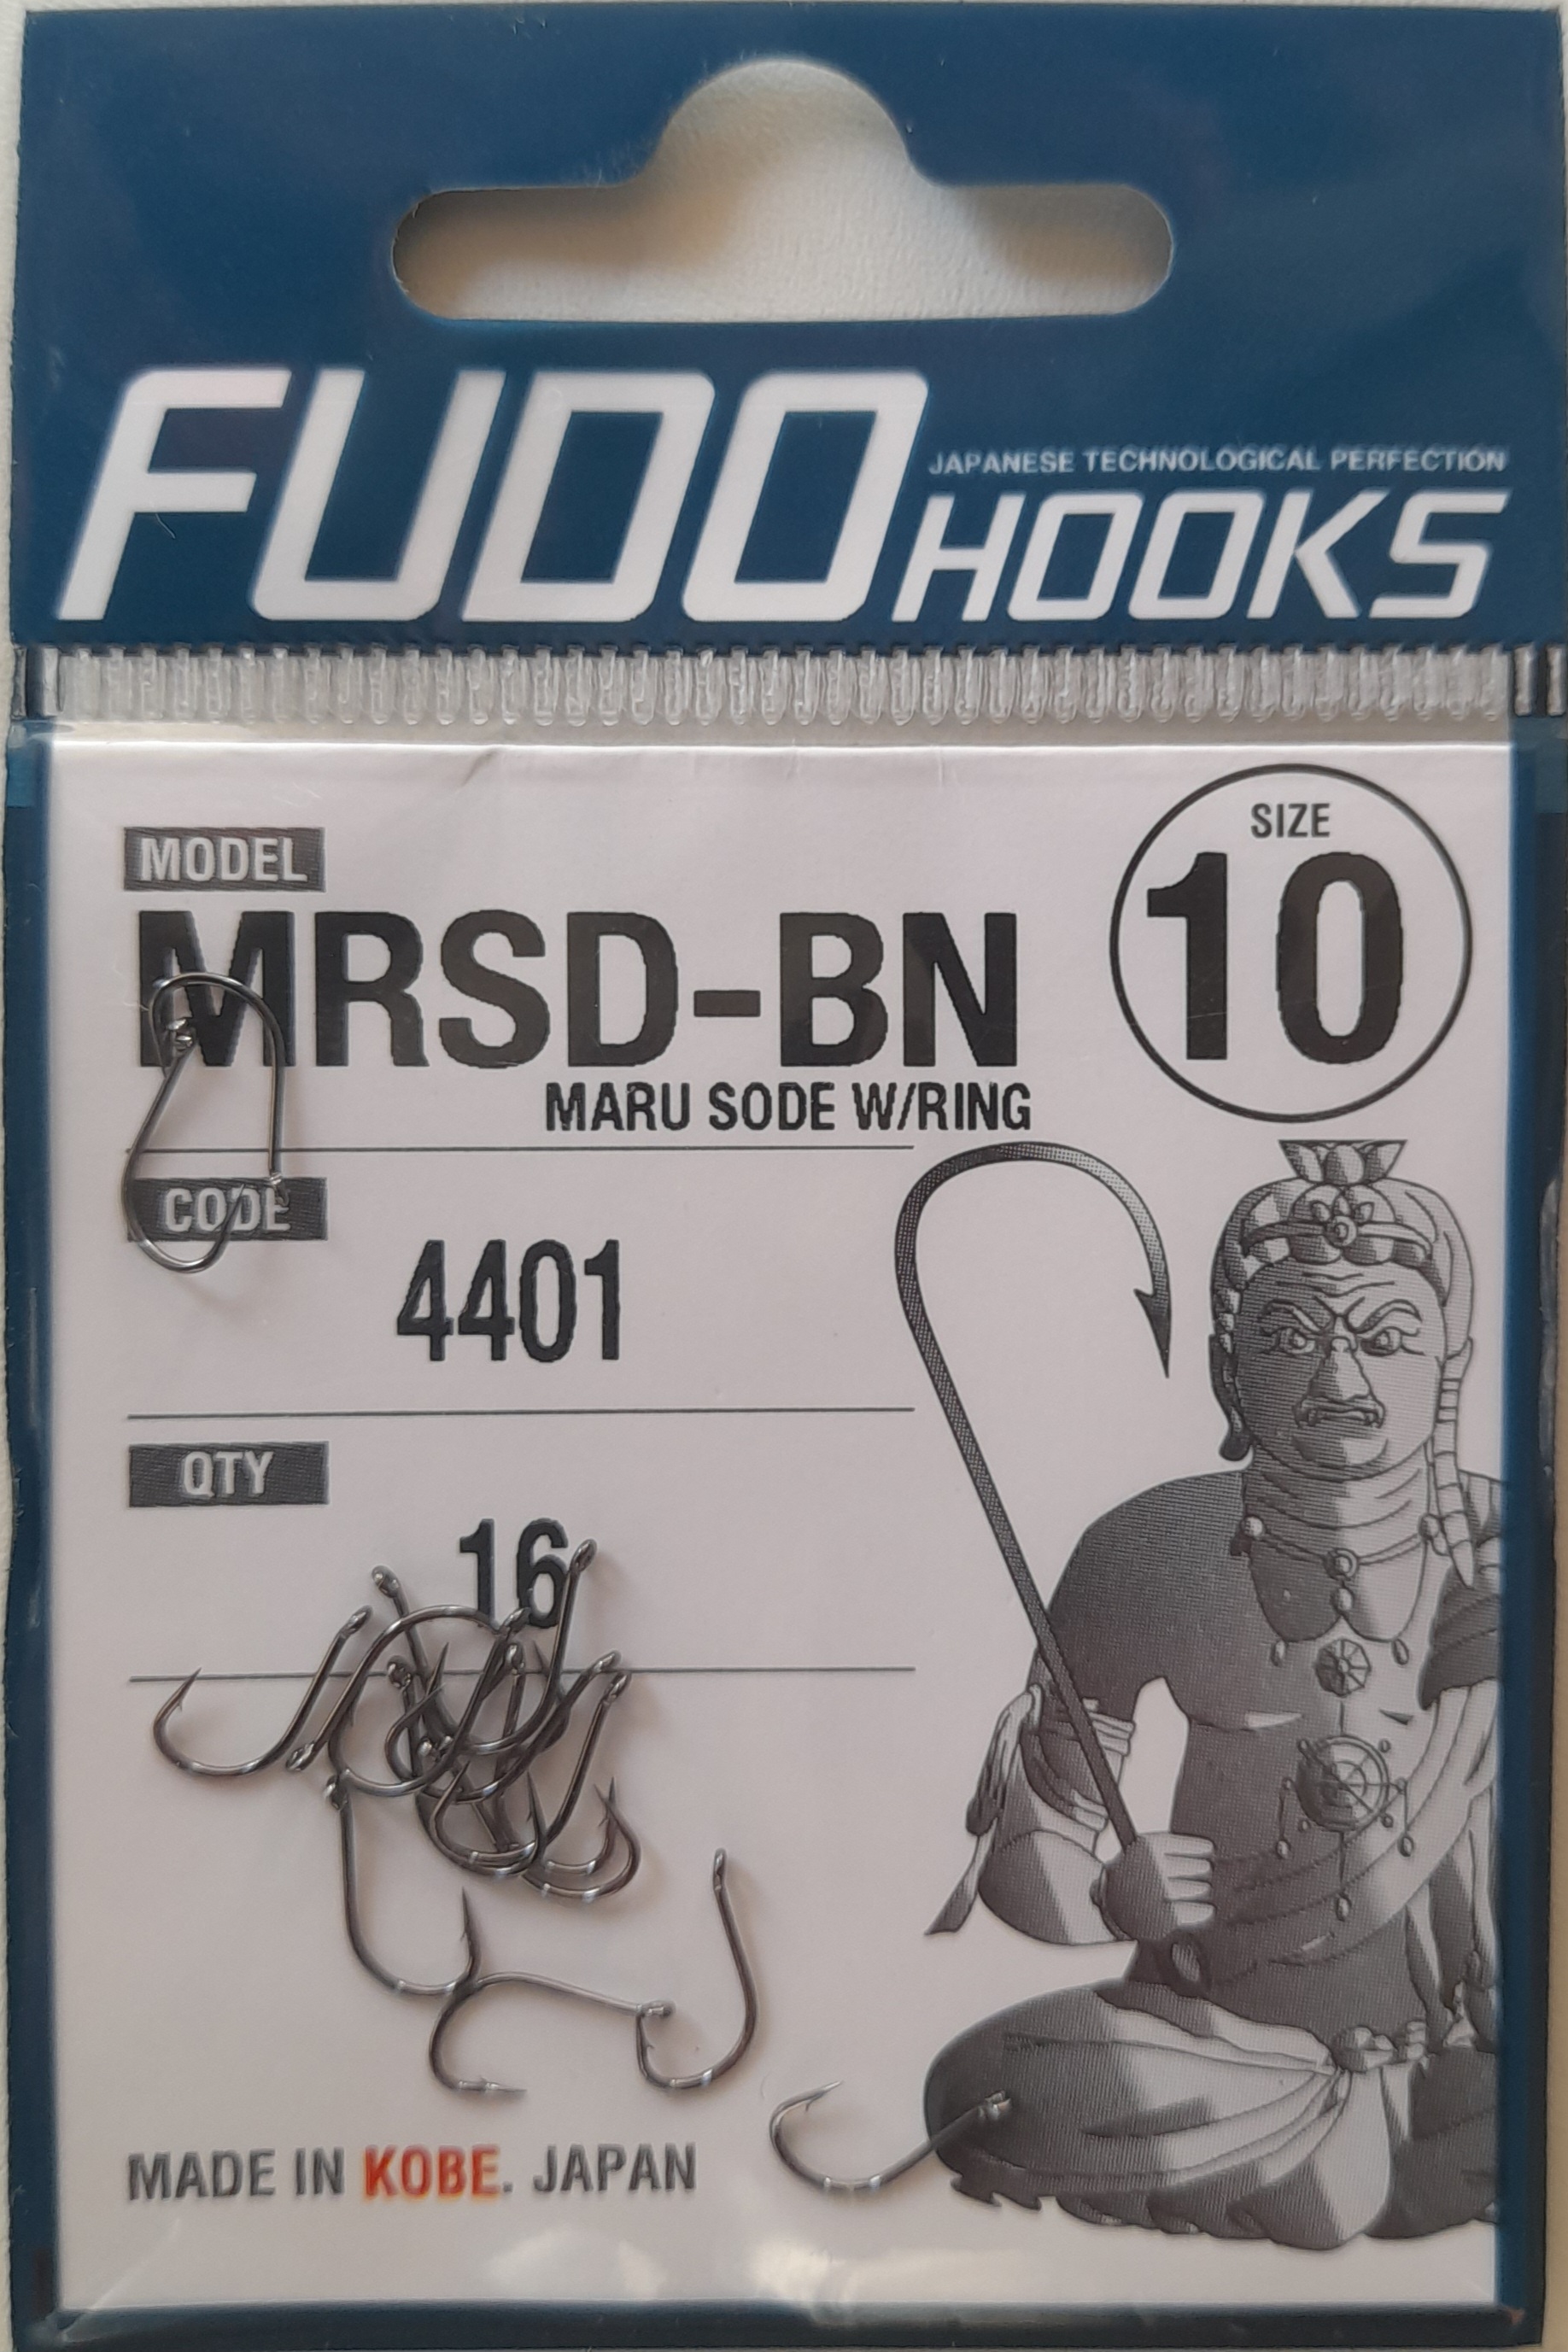 FUDO
JAPANESE TECHNOLOGICAL PERFECTION
HOOKS
MODEL
MRSD-BN
MARU SODE W/RING
SIZE
10
CODE
4401
QTY
16
MADE IN KOBE. JAPAN